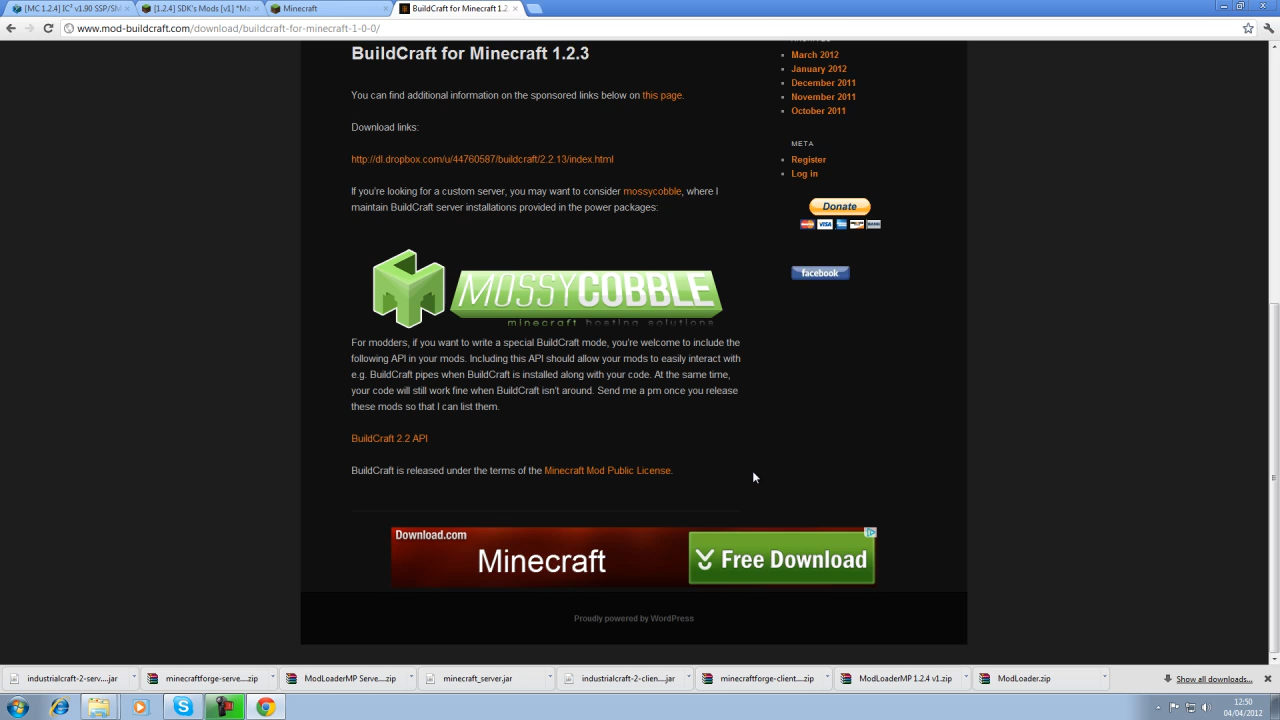 [MC 1.2.4] IC² v1.90 SSP/SM
[1.2.4] SDK's Mods [v1] *Ma
Minecraft
BuildCraft for Minecraft 1.2
www.mod-buildcraft.com/download/buildcraft-for-minecraft-1-0-0/
BuildCraft for Minecraft 1.2.3
You can find additional information on the sponsored links below on this page.
Download links:
http://dl.dropbox.com/u/44760587/buildcraft/2.2.13/index.html
If you're looking for a custom server, you may want to consider mossycobble, where I
maintain BuildCraft server installations provided in the power packages:
MOSSYCOBBLE
minecraft hosting solutions
For modders, if you want to write a special BuildCraft mode, you're welcome to include the
following API in your mods. Including this API should allow your mods to easily interact with
e.g. BuildCraft pipes when BuildCraft is installed along with your code. At the same time,
your code will still work fine when BuildCraft isn't around. Send me a pm once you release
these mods so that I can list them.
BuildCraft 2.2 API
BuildCraft is released under the terms of the Minecraft Mod Public License.
March 2012
January 2012
December 2011
November 2011
October 2011
META
Register
Log in
Donate
VISA
facebook
Download.com
Minecraft
Free Download
Proudly powered by WordPress
industrialcraft-2-serv....jar
minecraftforge-serve....zip
ModLoaderMP Serve....zip
minecraft_server.jar
industrialcraft-2-clien....jar
minecraftforge-client....zip
ModLoaderMP 1.2.4 v1.zip
ModLoader.zip
Show all downloads...
12:50
04/04/2012